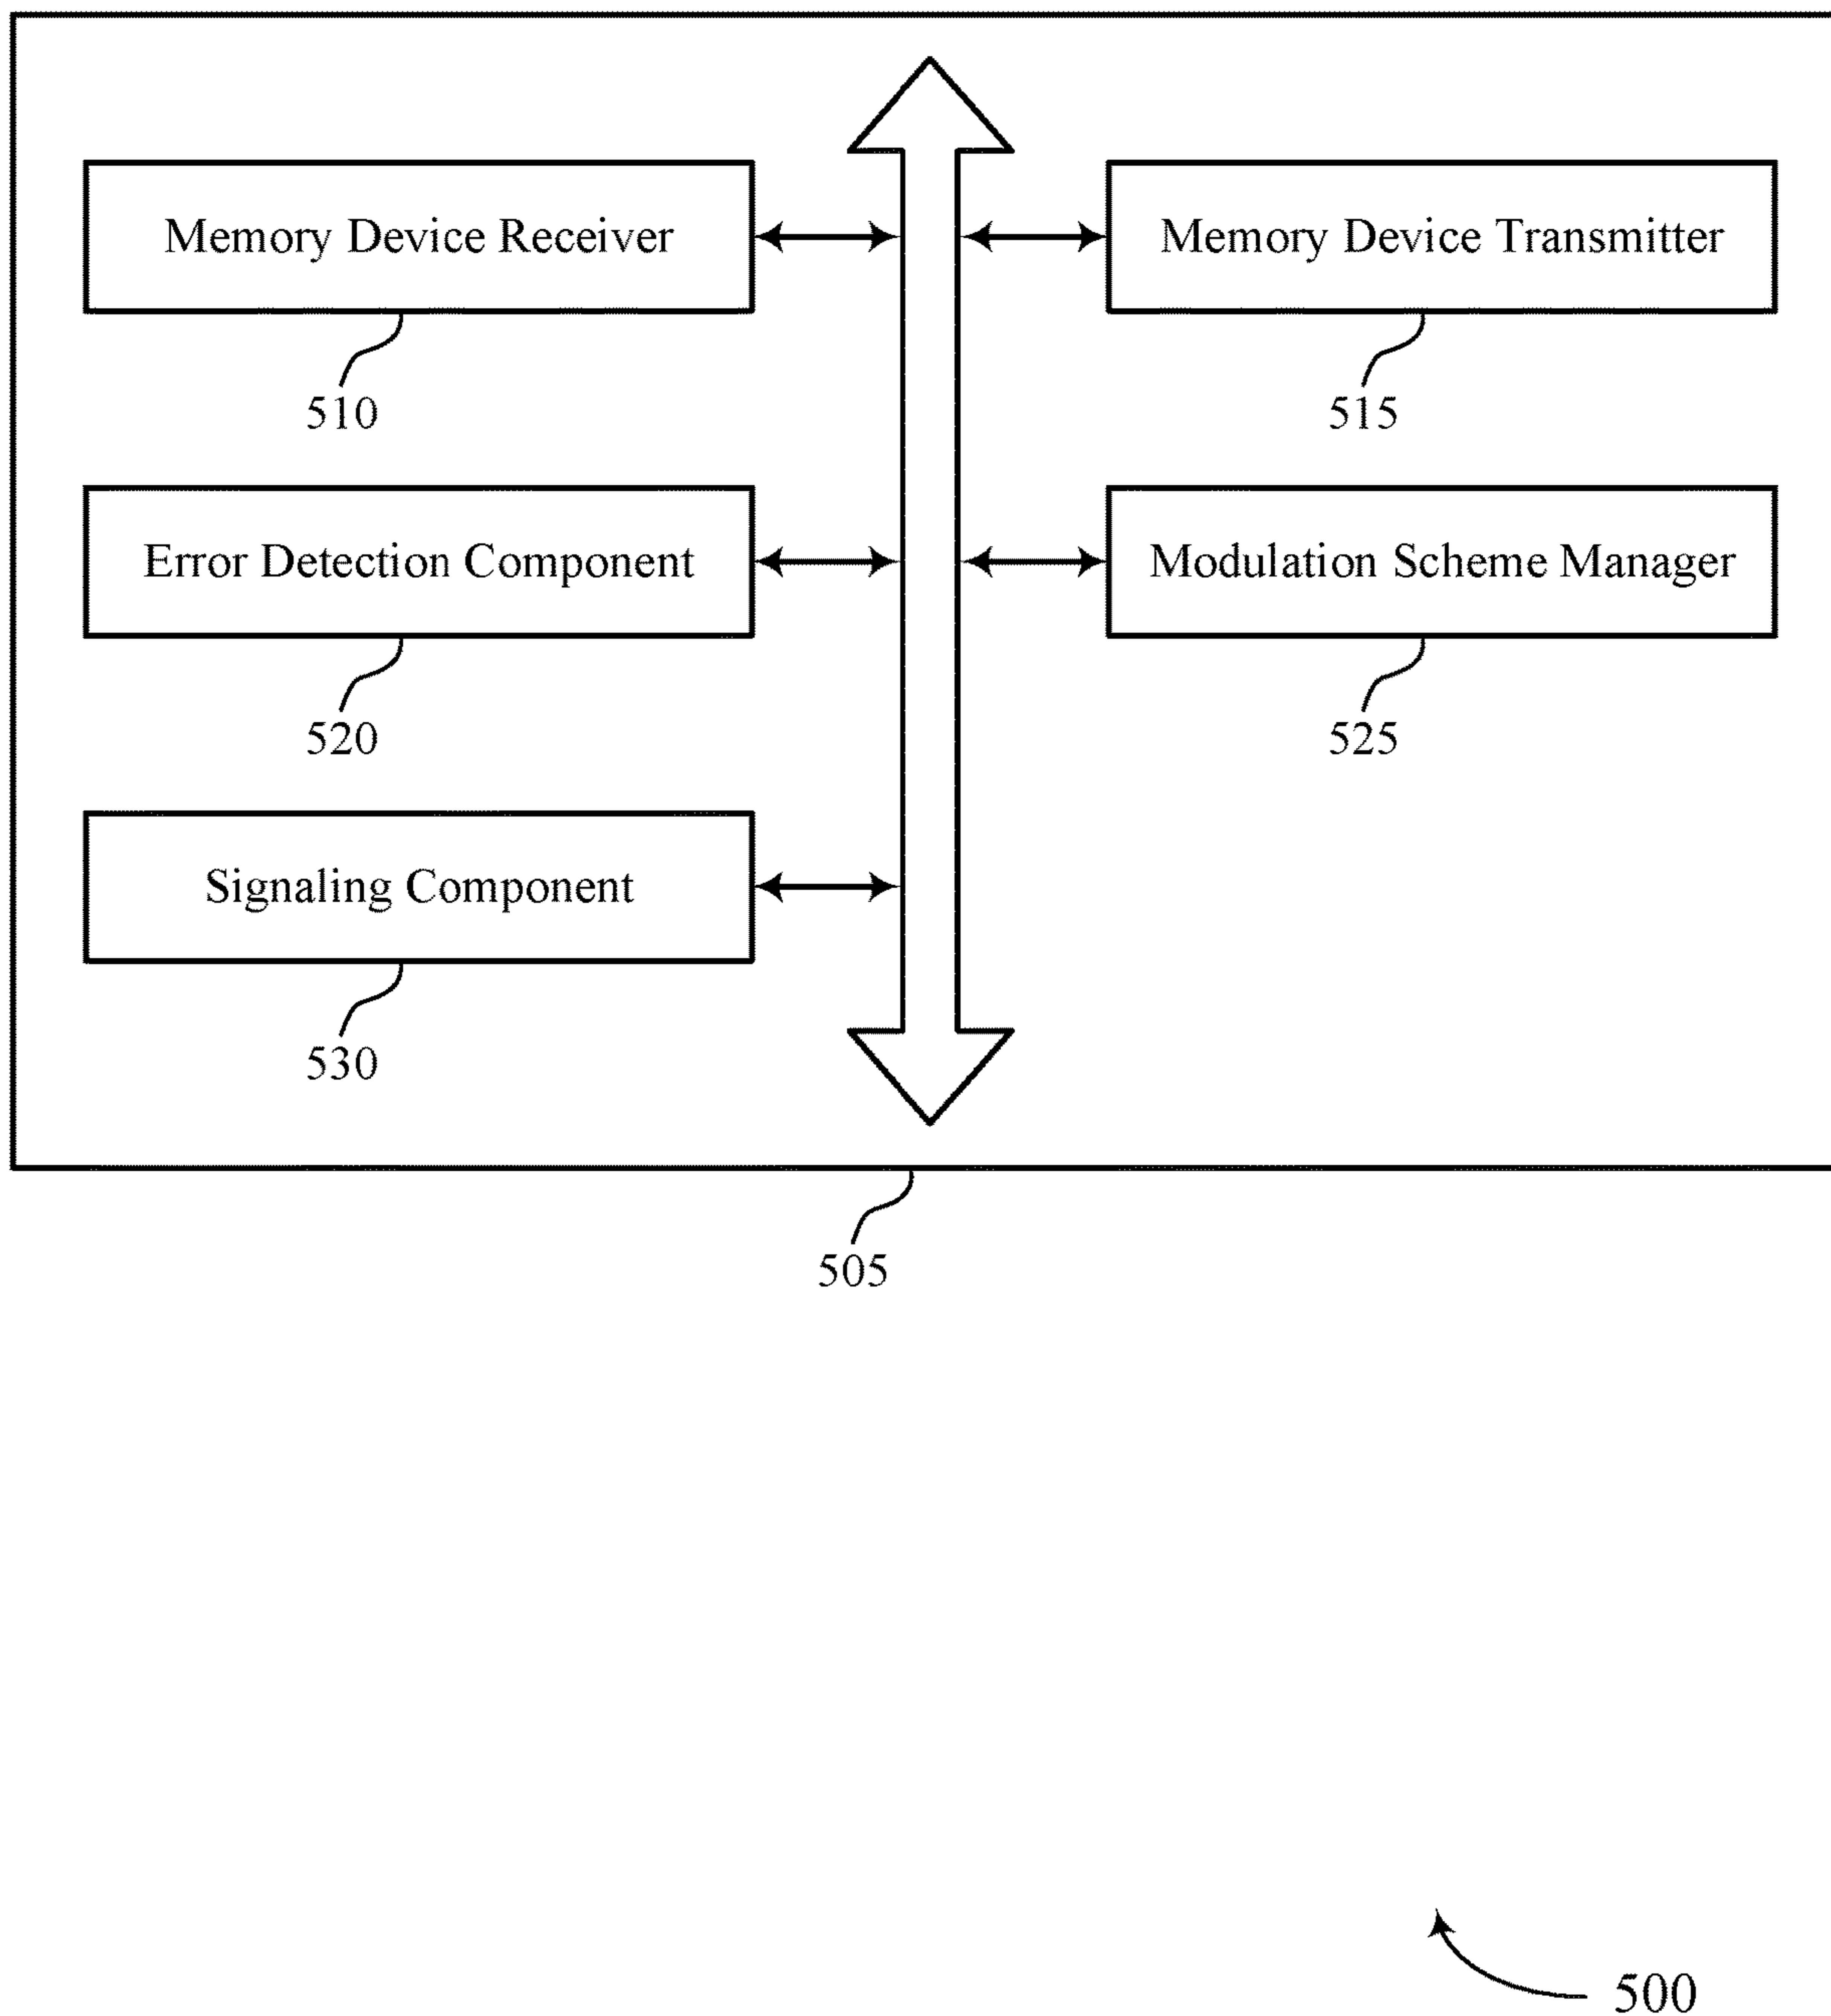 Memory Device Receiver
510
Memory Device Transmitter
515
Error Detection Component
520
Modulation Scheme Manager
525
Signaling Component
530
505
500